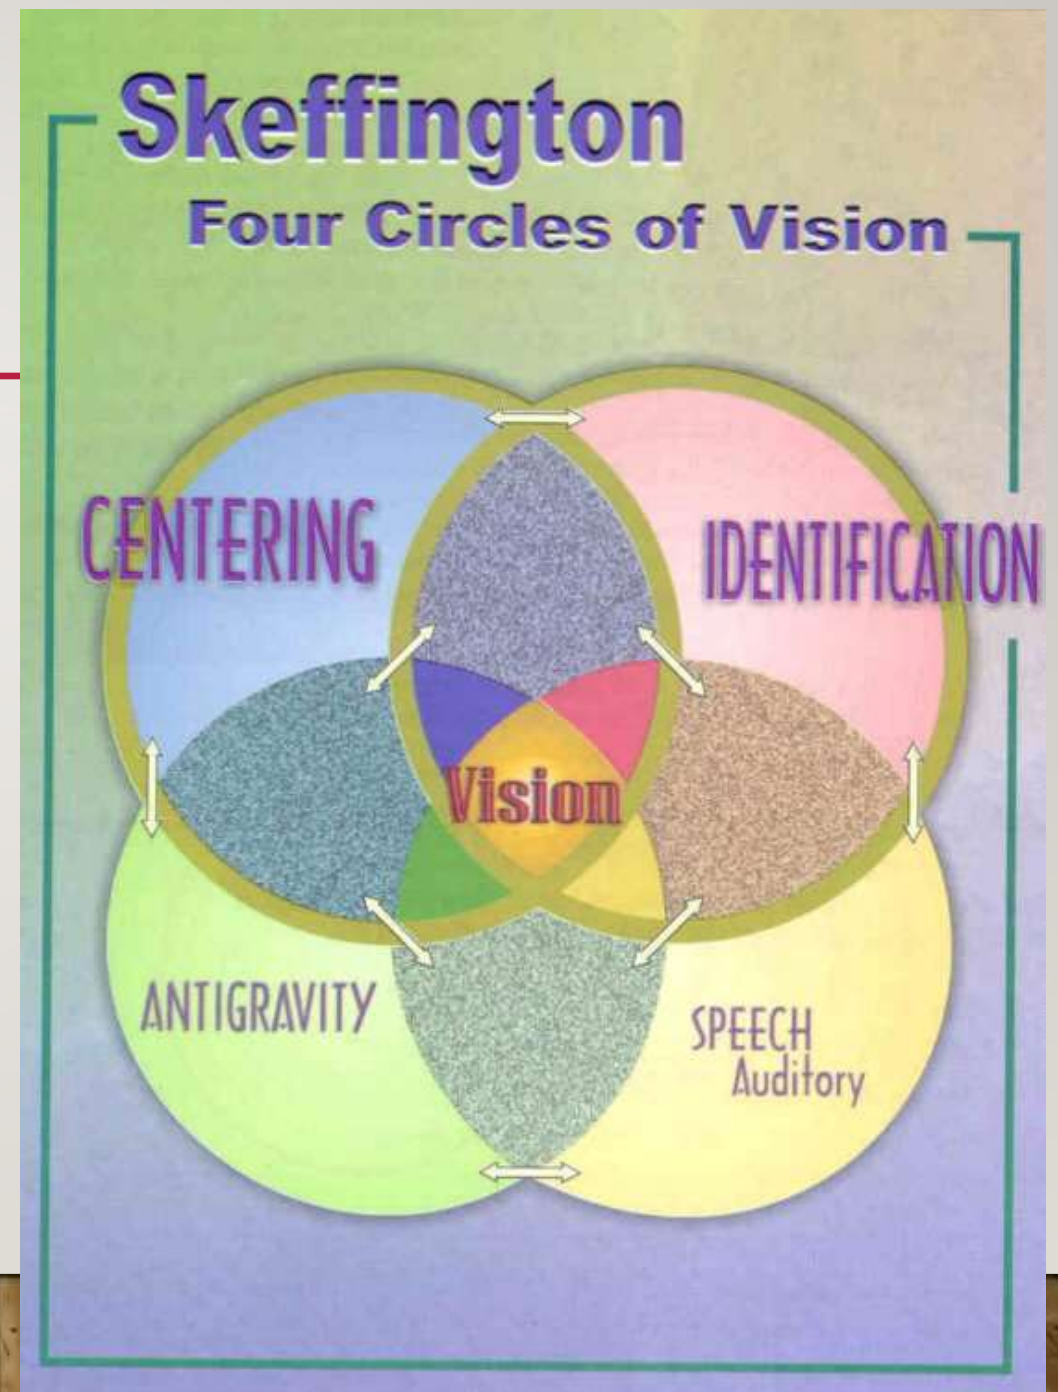 Skeffington
Four Circles of Vision
CENTERING
IDENTIFICATION
Vision
ANTIGRAVITY
SPEECH
Auditory